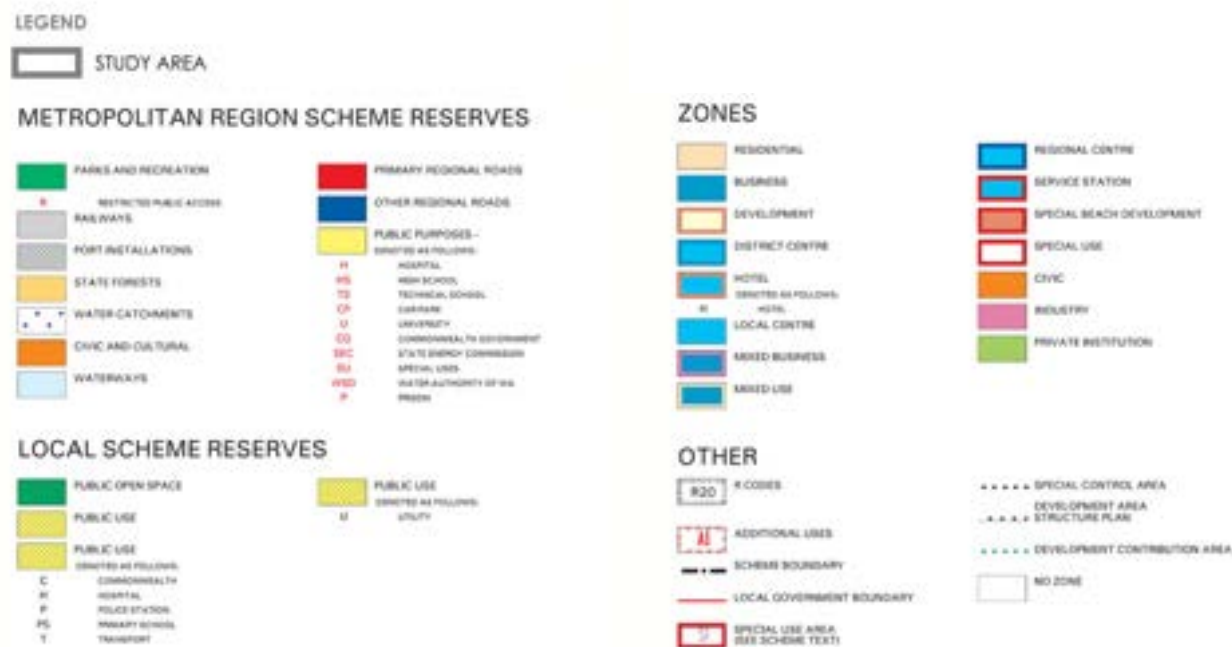 LEGEND
STUDY AREA
METROPOLITAN REGION SCHEME RESERVES
PARKS AND RECREATION
R RESTRICTED PUBLIC ACCESS
RAILWAYS
PORT INSTALLATIONS
STATE FORESTS
WATER CATCHMENTS
CIVIC AND CULTURAL
WATERWAYS
PRIMARY REGIONAL ROADS
OTHER REGIONAL ROADS
PUBLIC PURPOSES -
DENOTED AS FOLLOWS:
H HOSPITAL
HS HIGH SCHOOL
TS TECHNICAL SCHOOL
CP CAR PARK
U UNIVERSITY
CG COMMONWEALTH GOVERNMENT
SEC STATE ENERGY COMMISSION
SU SPECIAL USES
WSD WATER AUTHORITY OF WA
P PRISON
LOCAL SCHEME RESERVES
PUBLIC OPEN SPACE
PUBLIC USE
PUBLIC USE
DENOTED AS FOLLOWS:
C COMMONWEALTH
H HOSPITAL
P POLICE STATION
PS PRIMARY SCHOOL
T TRANSPORT
PUBLIC USE
DENOTED AS FOLLOWS:
U UTILITY
ZONES
RESIDENTIAL
BUSINESS
DEVELOPMENT
DISTRICT CENTRE
HOTEL
DENOTED AS FOLLOWS:
H HOTEL
LOCAL CENTRE
MIXED BUSINESS
MIXED USE
REGIONAL CENTRE
SERVICE STATION
SPECIAL BEACH DEVELOPMENT
SPECIAL USE
CIVIC
INDUSTRY
PRIVATE INSTITUTION
OTHER
R20 R CODES
ADDITIONAL USES
SCHEME BOUNDARY
LOCAL GOVERNMENT BOUNDARY
SPECIAL USE AREA
(SEE SCHEME TEXT)
SPECIAL CONTROL AREA
DEVELOPMENT AREA
STRUCTURE PLAN
DEVELOPMENT CONTRIBUTION AREA
NO ZONE